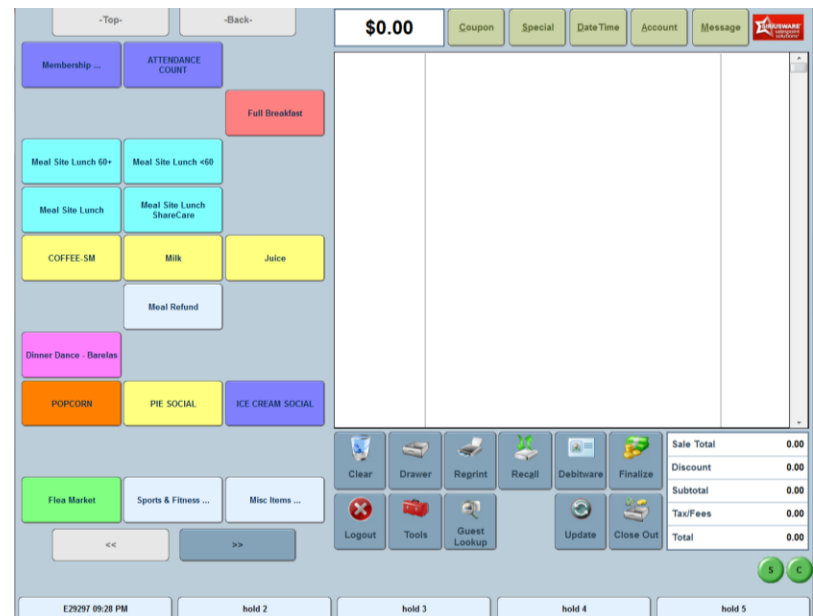 -Top-
-Back-
$0.00
Coupon
Special
Date Time
Account
Message
SIRIUSWARE
Membership ...
ATTENDANCE
COUNT
Full Breakfast
Meal Site Lunch 60+
Meal Site Lunch <60
Meal Site Lunch
Meal Site Lunch
ShareCare
COFFEE-SM
Milk
Juice
Meal Refund
Dinner Dance - Barelas
POPCORN
PIE SOCIAL
ICE CREAM SOCIAL
Flea Market
Sports & Fitness ...
Misc Items ...
<<
>>
Clear
Drawer
Reprint
Recall
Debitware
Finalize
Logout
Tools
Guest
Lookup
Update
Close Out
Sale Total 0.00
Discount 0.00
Subtotal 0.00
Tax/Fees 0.00
Total 0.00
S
C
E29297 09:28 PM
hold 2
hold 3
hold 4
hold 5